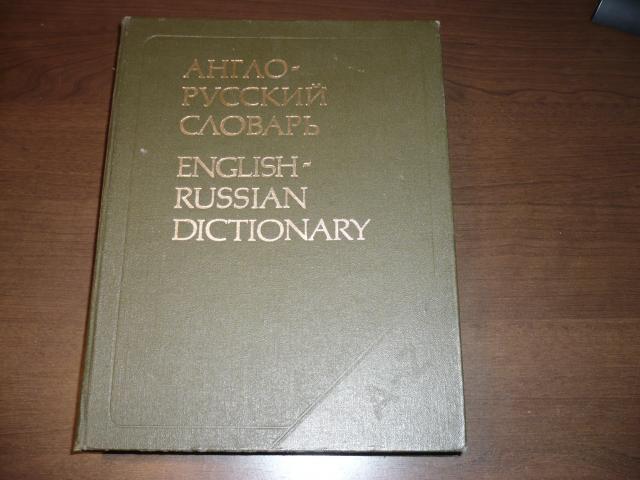 АНГЛО-
РУССКИЙ
СЛОВАРЬ
ENGLISH-
RUSSIAN
DICTIONARY